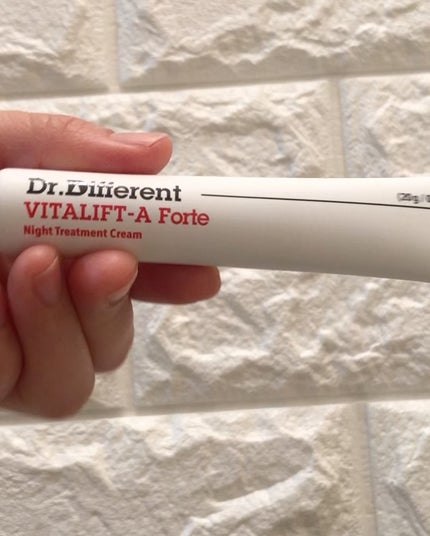 Dr.Different
VITALIFT-A Forte
Night Treatment Cream